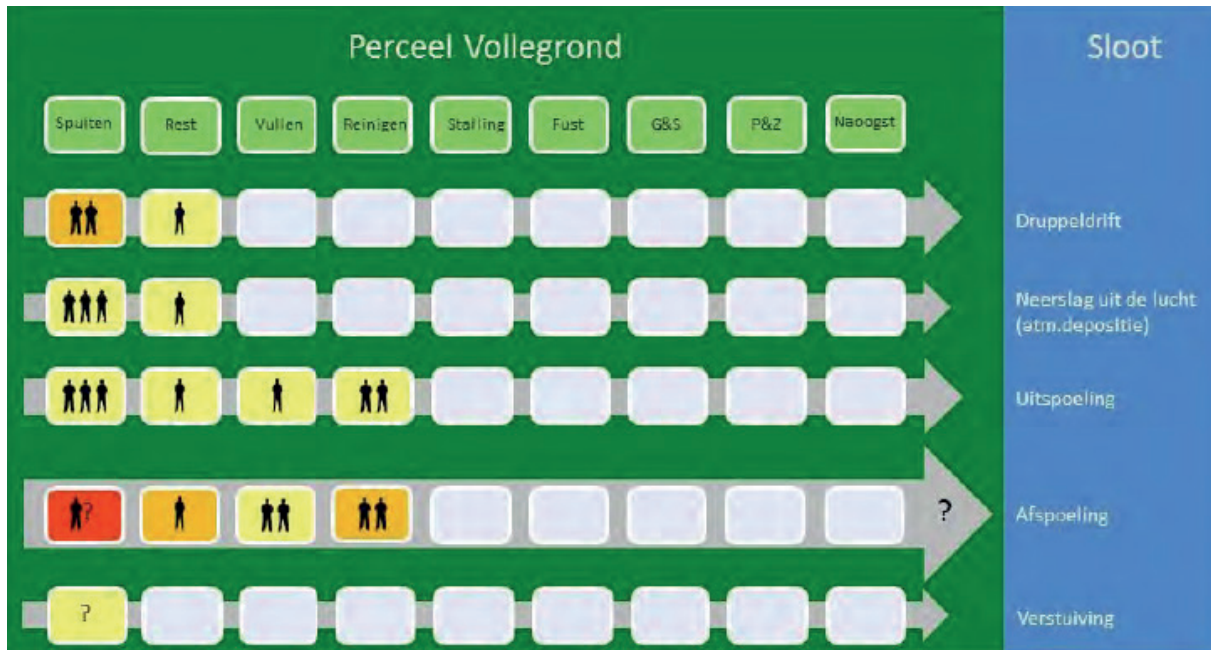 Perceel Vollegrond
Sloot
Spuiten
Rest
Vullen
Reinigen
Stalling
Fust
G&S
P&Z
Naoogst
Druppeldrift
Neerslag uit de lucht
(atm.depositie)
Uitspoeling
?
?
Afspoeling
?
Verstuiving